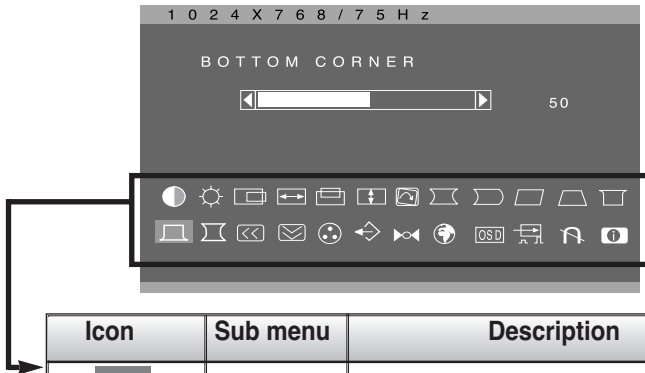 1024X768/75Hz
BOTTOM CORNER
50
OSD
Icon Sub menu Description